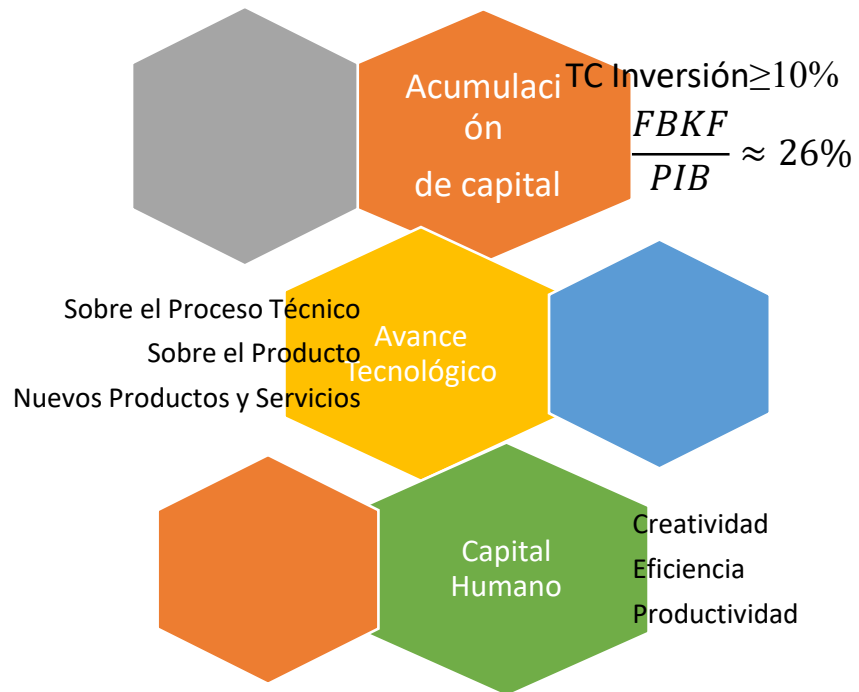 Acumulaci
ón
de capital
TC Inversión≥10%
FBKF
PIB
≈ 26%
Sobre el Proceso Técnico
Sobre el Producto
Nuevos Productos y Servicios
Avance
Tecnológico
Capital
Humano
Creatividad
Eficiencia
Productividad